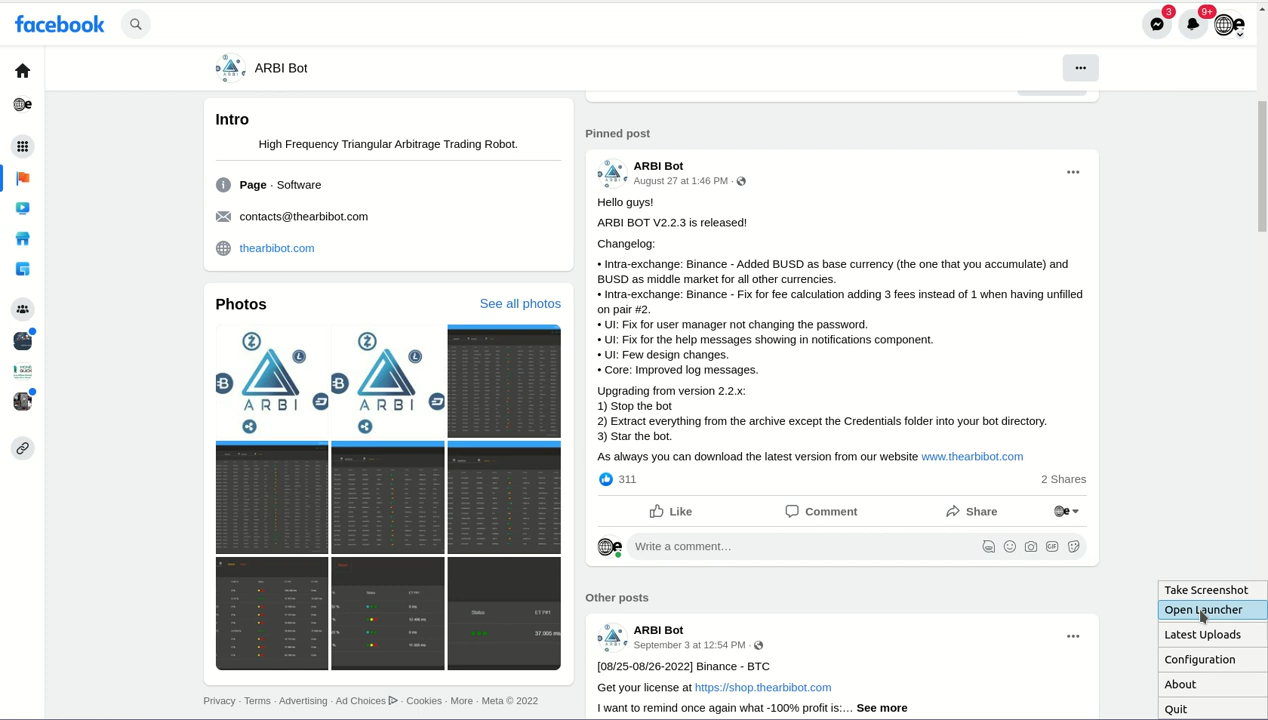 facebook
3
9+
ARBI Bot
Intro
High Frequency Triangular Arbitrage Trading Robot.
Page · Software
contacts@thearbibot.com
thearbibot.com
Photos
See all photos
ARBI
ARBI
Privacy · Terms · Advertising · Ad Choices · Cookies · More · Meta © 2022
Pinned post
ARBI Bot
August 27 at 1:46 PM ·
Hello guys!
ARBI BOT V2.2.3 is released!
Changelog:
• Intra-exchange: Binance - Added BUSD as base currency (the one that you accumulate) and
BUSD as middle market for all other currencies.
• Intra-exchange: Binance - Fix for fee calculation adding 3 fees instead of 1 when having unfilled
on pair #2.
• UI: Fix for user manager not changing the password.
• UI: Fix for the help messages showing in notifications component.
• UI: Few design changes.
• Core: Improved log messages.
Upgrading from version 2.2.x:
1) Stop the bot
2) Extract everything from the archive except the Credentials folder into your bot directory.
3) Star the bot.
As always you can download the latest version from our website www.thearbibot.com
311
2 Shares
Like
Comment
Share
Write a comment…
GIF
Other posts
ARBI Bot
September 3 at 12:54 PM ·
[08/25-08/26-2022] Binance - BTC
Get your license at https://shop.thearbibot.com
I want to remind once again what -100% profit is:… See more
Take Screenshot
Open Launcher
Latest Uploads
Configuration
About
Quit